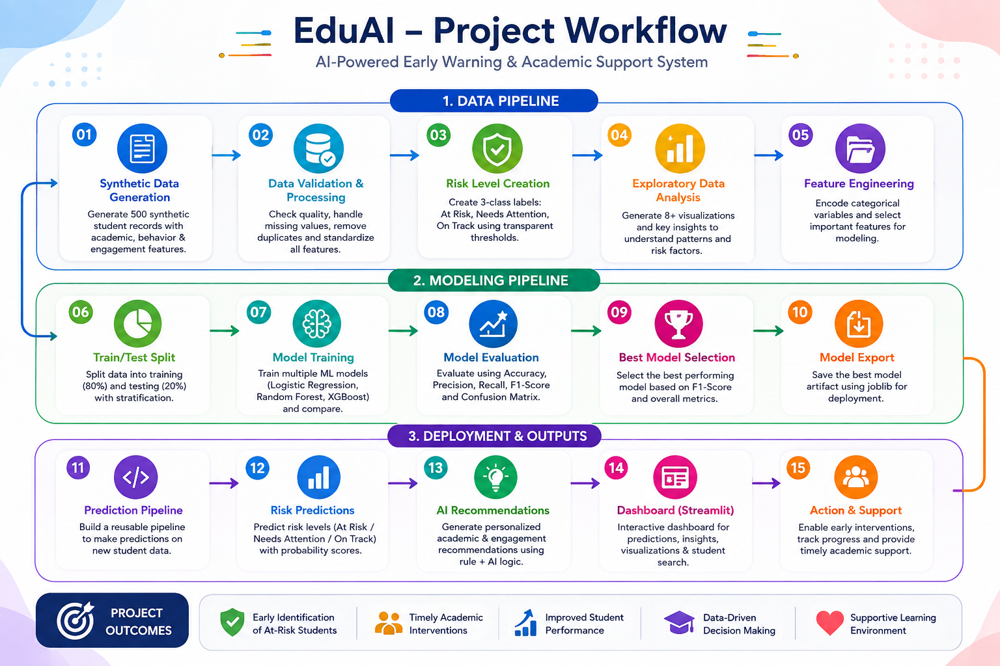 EduAI – Project Workflow
AI-Powered Early Warning & Academic Support System
1. DATA PIPELINE
01
Synthetic Data
Generation
Generate 500 synthetic
student records with
academic, behavior &
engagement features.
02
Data Validation &
Processing
Check quality, handle
missing values, remove
duplicates and standardize
all features.
03
Risk Level Creation
Create 3-class labels:
At Risk, Needs Attention,
On Track using transparent
thresholds.
04
Exploratory Data
Analysis
Generate 8+ visualizations
and key insights to
understand patterns and
risk factors.
05
Feature Engineering
Encode categorical
variables and select
important features for
modeling.
2. MODELING PIPELINE
06
Train/Test Split
Split data into training
(80%) and testing (20%)
with stratification.
07
Model Training
Train multiple ML models
(Logistic Regression,
Random Forest, XGBoost)
and compare.
08
Model Evaluation
Evaluate using Accuracy,
Precision, Recall, F1-Score
and Confusion Matrix.
09
Best Model Selection
Select the best performing
model based on F1-Score
and overall metrics.
10
Model Export
Save the best model
artifact using joblib for
deployment.
3. DEPLOYMENT & OUTPUTS
11
Prediction Pipeline
Build a reusable pipeline
to make predictions on
new student data.
12
Risk Predictions
Predict risk levels (At Risk /
Needs Attention / On Track)
with probability scores.
13
AI Recommendations
Generate personalized
academic & engagement
recommendations using
rule + AI logic.
14
Dashboard (Streamlit)
Interactive dashboard for
predictions, insights,
visualizations & student
search.
15
Action & Support
Enable early interventions,
track progress and provide
timely academic support.
PROJECT
OUTCOMES
Early Identification
of At-Risk Students
Timely Academic
Interventions
Improved Student
Performance
Data-Driven
Decision Making
Supportive Learning
Environment